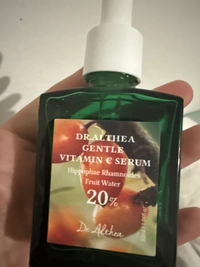 DR.ALTHEA
GENTLE
VITAMIN C SERUM
Hippophae Rhamnoides
Fruit Water
20%
Dr. Althea